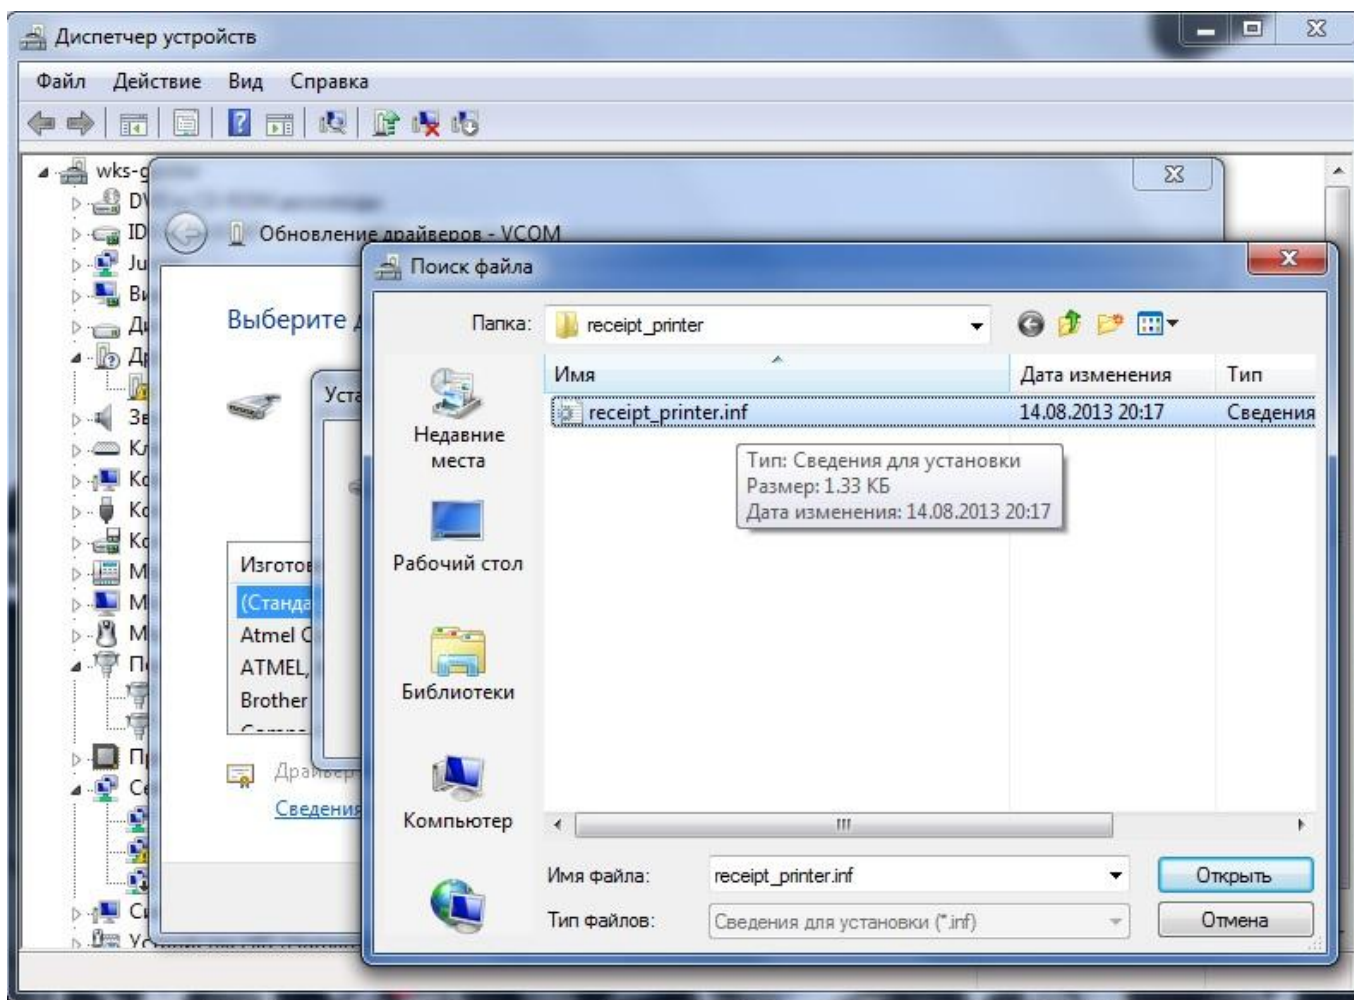 Диспетчер устройств
Файл Действие Вид Справка
Обновление драйверов - VCOM
Поиск файла
Выберите
Папка: receipt_printer
Имя Дата изменения Тип
receipt_printer.inf 14.08.2013 20:17 Сведения
Недавние
места
Тип: Сведения для установки
Размер: 1.33 КБ
Дата изменения: 14.08.2013 20:17
Рабочий стол
Atmel
ATMEL,
Brother
Библиотеки
Драйвер
Сведения
Компьютер
Имя файла: receipt_printer.inf Открыть
Тип файлов: Сведения для установки (*.inf) Отмена